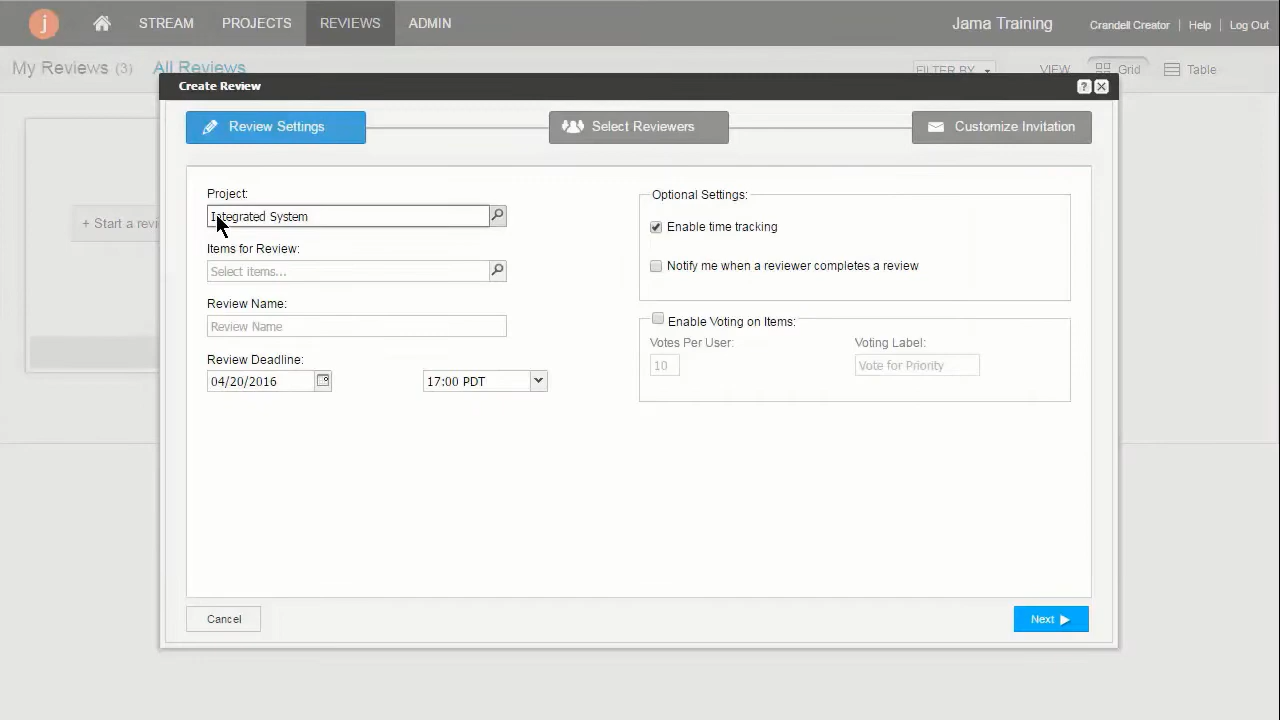 j STREAM PROJECTS REVIEWS ADMIN Jama Training Crandell Creator | Help | Log Out
My Reviews (3) All Reviews FILTER BY VIEW Grid Table
Create Review ?
Review Settings Select Reviewers Customize Invitation
Project:
Integrated System
Items for Review:
Select items...
Review Name:
Review Name
Review Deadline:
04/20/2016 17:00 PDT
Optional Settings:
Enable time tracking
Notify me when a reviewer completes a review
Enable Voting on Items:
Votes Per User: Voting Label:
10 Vote for Priority
+ Start a revi
Cancel Next